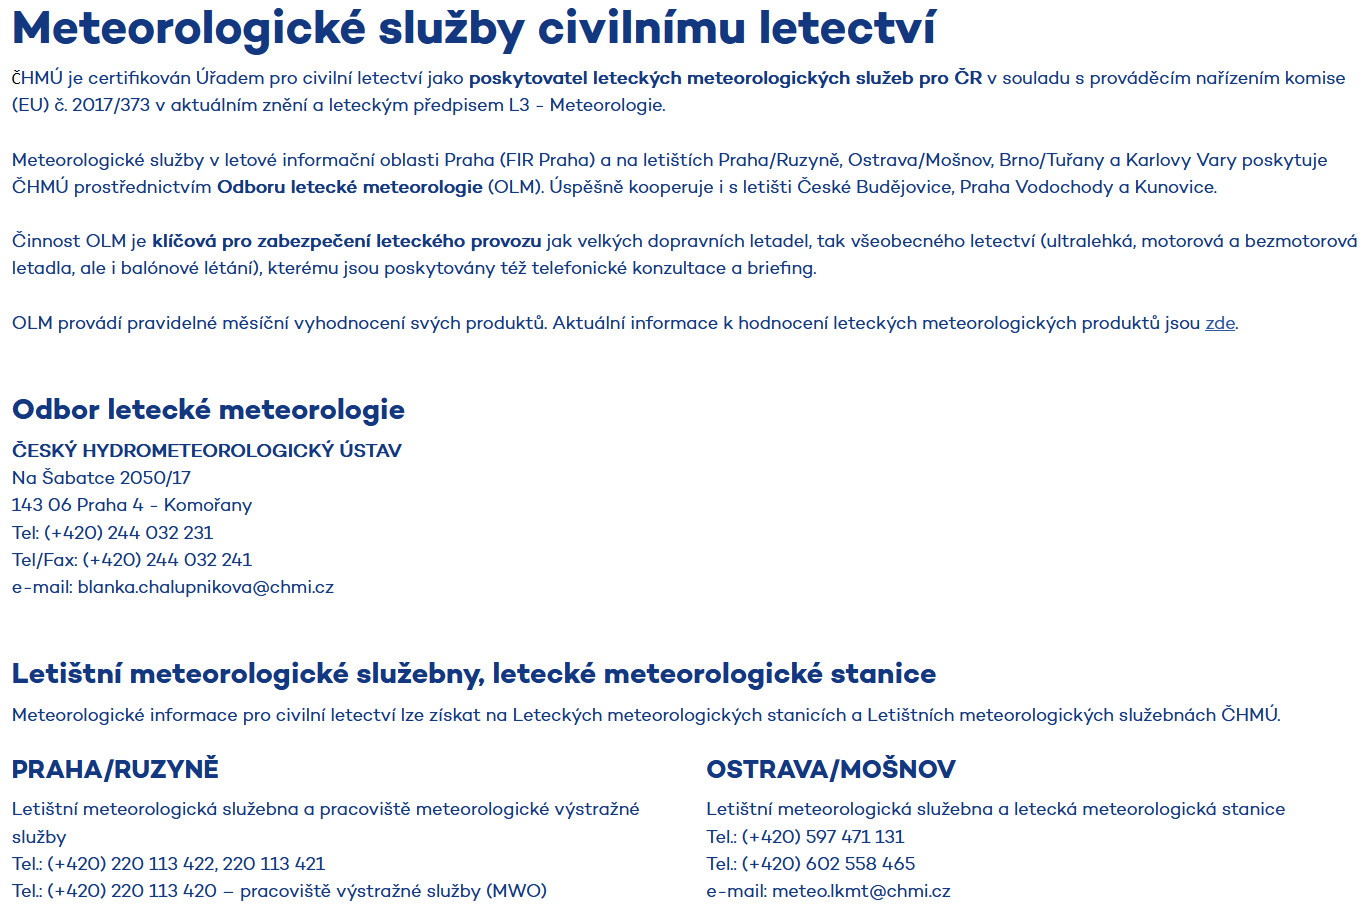 Meteorologické služby civilnímu letectví
ČHMÚ je certifikován Úřadem pro civilní letectví jako poskytovatel leteckých meteorologických služeb pro ČR v souladu s prováděcím nařízením komise
(EU) č. 2017/373 v aktuálním znění a leteckým předpisem L3 - Meteorologie.
Meteorologické služby v letové informační oblasti Praha (FIR Praha) a na letištích Praha/Ruzyně, Ostrava/Mošnov, Brno/Tuřany a Karlovy Vary poskytuje
ČHMÚ prostřednictvím Odboru letecké meteorologie (OLM). Úspěšně kooperuje i s letišti České Budějovice, Praha Vodochody a Kunovice.
Činnost OLM je klíčová pro zabezpečení leteckého provozu jak velkých dopravních letadel, tak všeobecného letectví (ultralehká, motorová a bezmotorová
letadla, ale i balónové létání), kterému jsou poskytovány též telefonické konzultace a briefing.
OLM provádí pravidelné měsíční vyhodnocení svých produktů. Aktuální informace k hodnocení leteckých meteorologických produktů jsou zde.
Odbor letecké meteorologie
ČESKÝ HYDROMETEOROLOGICKÝ ÚSTAV
Na Šabatce 2050/17
143 06 Praha 4 - Komořany
Tel: (+420) 244 032 231
Tel/Fax: (+420) 244 032 241
e-mail: blanka.chalupnikova@chmi.cz
Letištní meteorologické služebny, letecké meteorologické stanice
Meteorologické informace pro civilní letectví lze získat na Leteckých meteorologických stanicích a Letištních meteorologických služebnách ČHMÚ.
PRAHA/RUZYNĚ
Letištní meteorologická služebna a pracoviště meteorologické výstražné
služby
Tel.: (+420) 220 113 422, 220 113 421
Tel.: (+420) 220 113 420 – pracoviště výstražné služby (MWO)
OSTRAVA/MOŠNOV
Letištní meteorologická služebna a letecká meteorologická stanice
Tel.: (+420) 597 471 131
Tel.: (+420) 602 558 465
e-mail: meteo.lkmt@chmi.cz